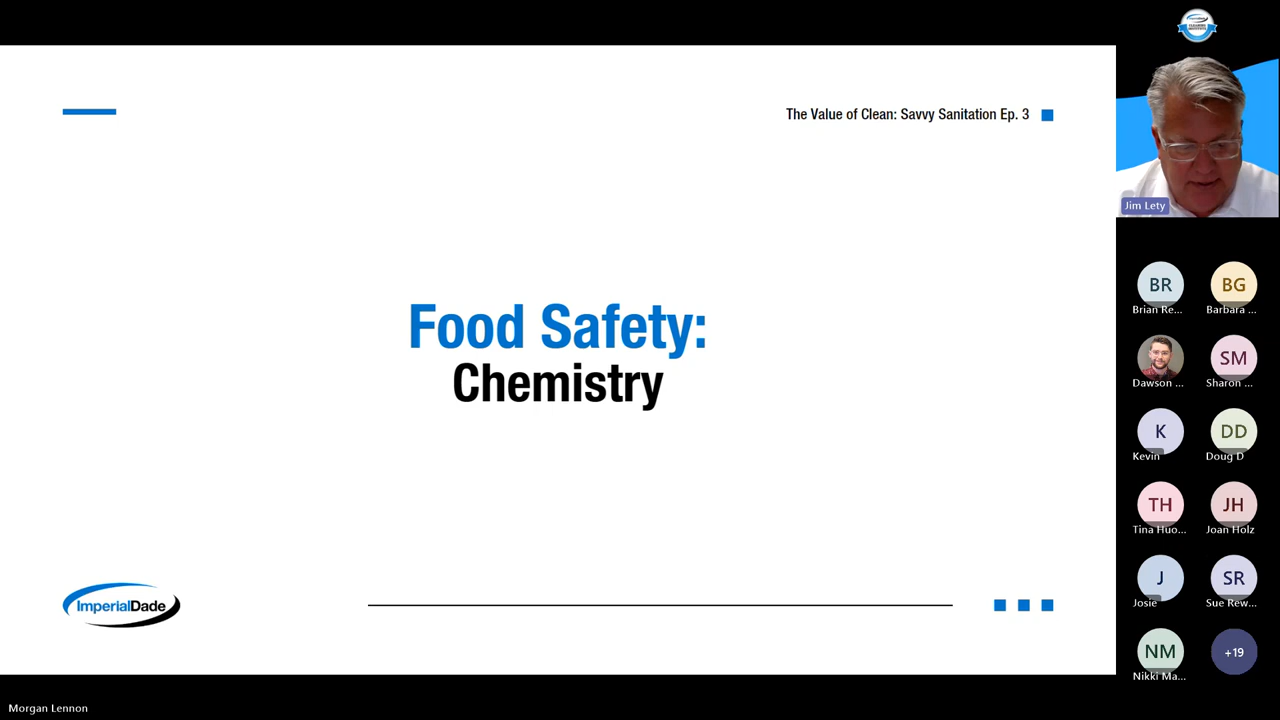 The Value of Clean: Savvy Sanitation Ep. 3
Food Safety:
Chemistry
ImperialDade
Jim Lety
BR
BG
Brian Re...
Barbara ...
SM
Dawson ...
Sharon ...
K
DD
Kevin
Doug D
TH
JH
Tina Huo...
Joan Holz
J
SR
Josie
Sue Rew...
NM
+19
Nikki Ma...
Morgan Lennon